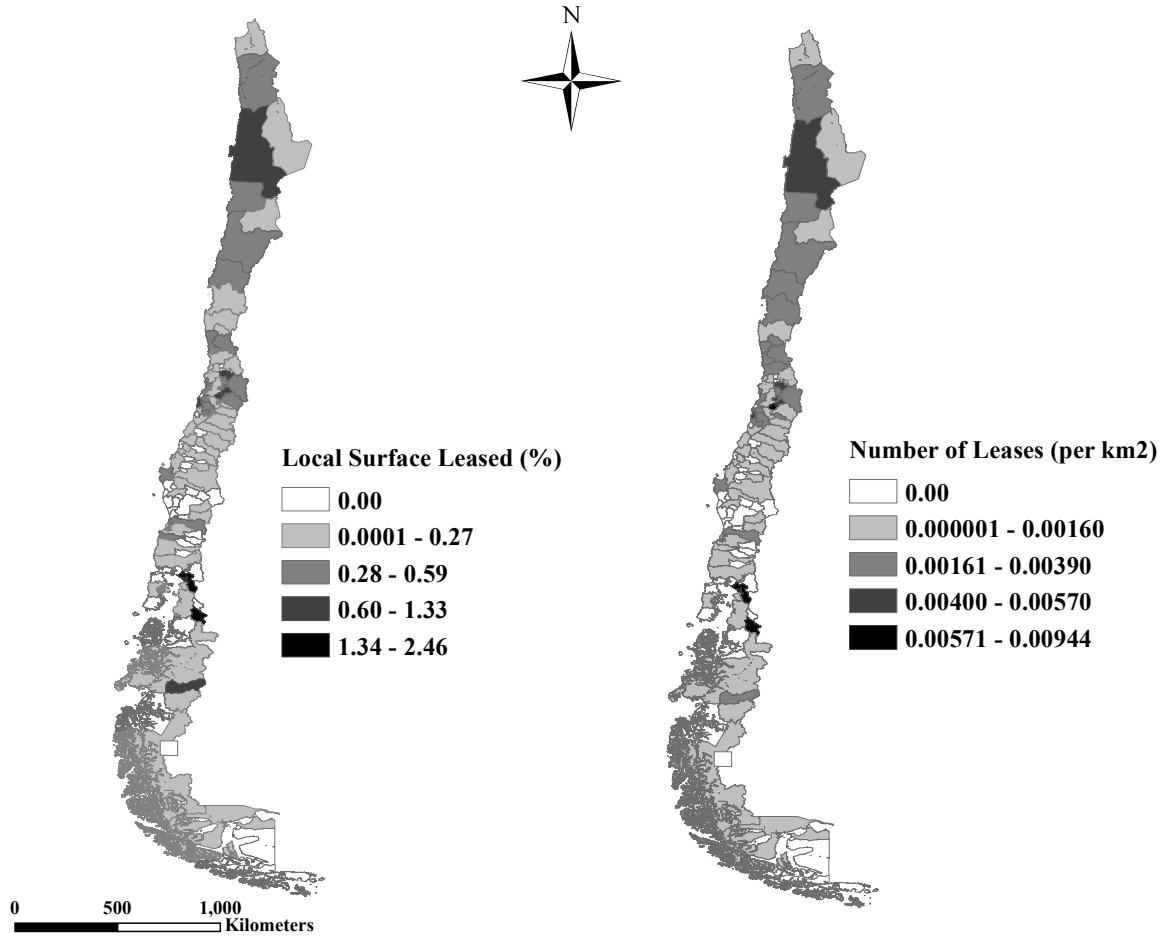 N
Local Surface Leased (%)
0.00
0.0001 - 0.27
0.28 - 0.59
0.60 - 1.33
1.34 - 2.46
Number of Leases (per km2)
0.00
0.000001 - 0.00160
0.00161 - 0.00390
0.00400 - 0.00570
0.00571 - 0.00944
0 500 1,000
Kilometers